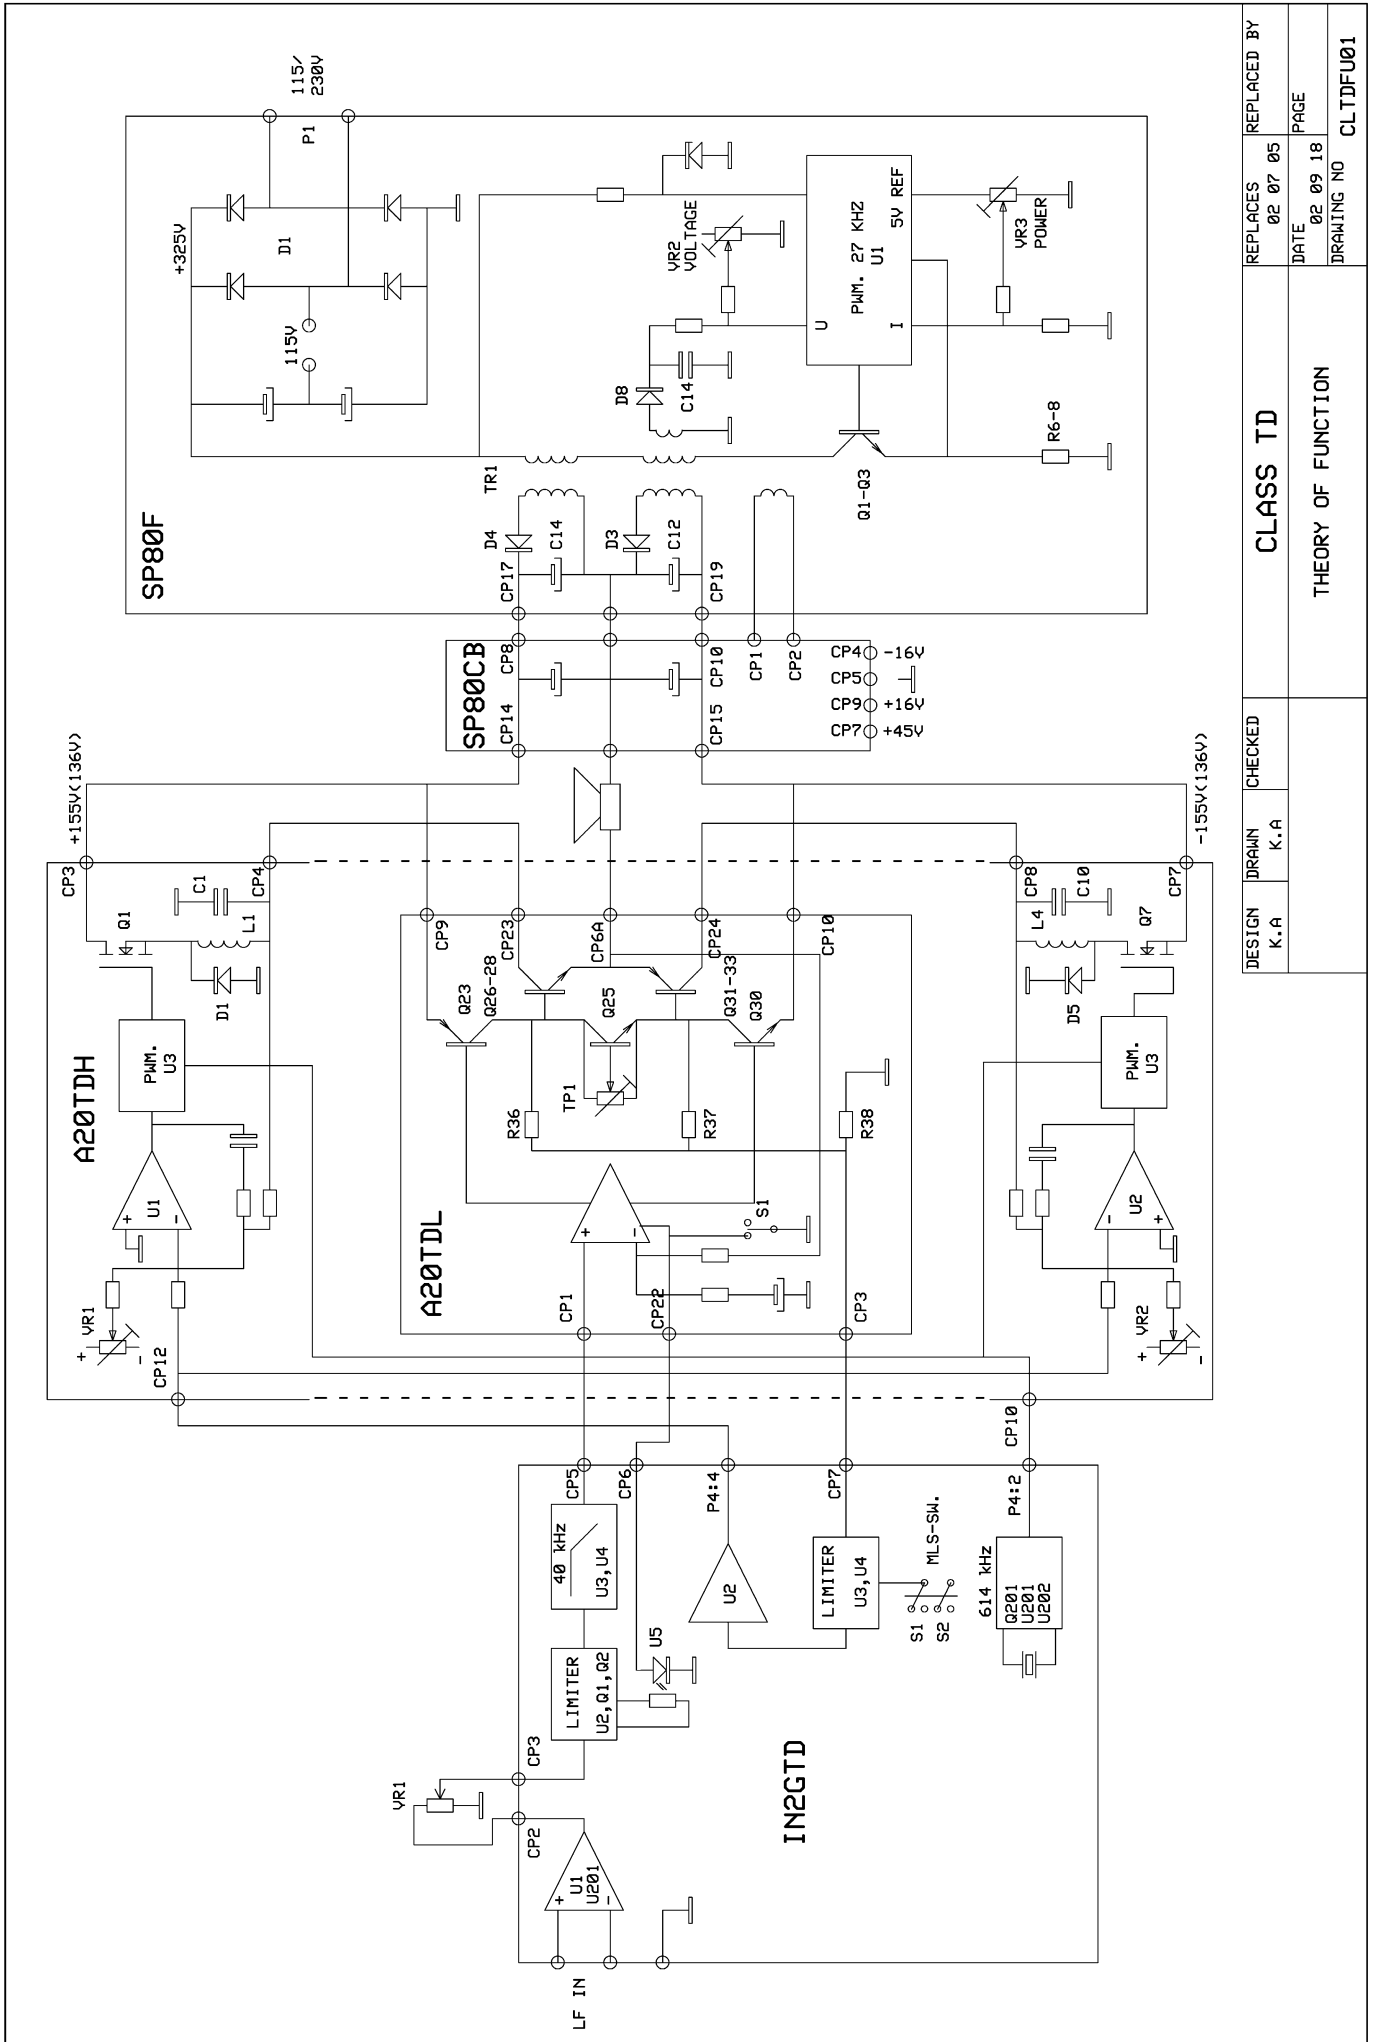 SP80F
+325V
115/
230V
P1
D1
115V
VR2
VOLTAGE
PWM. 27 KHZ
U1
5V REF
U
I
VR3
POWER
D8
C14
TR1
Q1-Q3
R6-8
D4
C14
D3
C12
CP17
CP19
SP80CB
CP8
CP10
CP1
CP2
CP14
CP15
CP4
-16V
CP5
CP9
+16V
CP7
+45V
+155V(136V)
-155V(136V)
A20TDH
CP3
Q1
C1
CP4
L1
D1
PWM.
U3
U1
+
-
VR1
+
-
CP12
CP8
C10
L4
CP7
Q7
D5
PWM.
U3
U2
-
+
VR2
+
-
CP10
A20TDL
CP9
CP23
CP6A
CP24
CP10
Q23
Q26-28
Q25
Q31-33
Q30
TP1
R36
R37
R38
+
-
S1
CP1
CP22
CP3
IN2GTD
CP5
CP6
P4:4
CP7
P4:2
40 kHz
U3,U4
LIMITER
U2,Q1,Q2
U5
U2
LIMITER
U3,U4
MLS-SW.
S1
S2
614 kHz
Q201
U201
U202
VR1
CP3
CP2
U1
U201
+
-
LF IN
DESIGN
K.A
DRAWN
K.A
CHECKED
CLASS TD
THEORY OF FUNCTION
REPLACES
02 07 05
REPLACED BY
DATE
02 09 18
PAGE
DRAWING NO
CLTDFU01